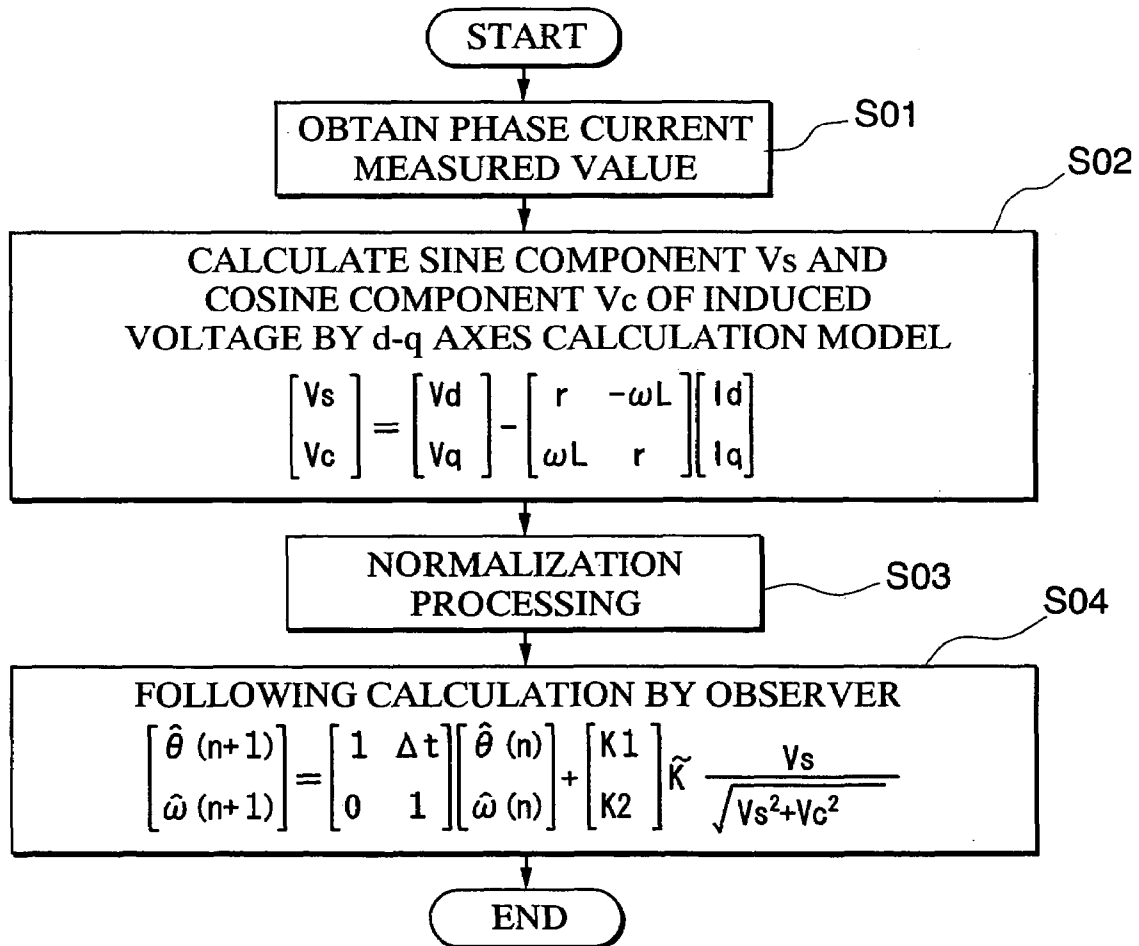 START
OBTAIN PHASE CURRENT
MEASURED VALUE
S01
S02
CALCULATE SINE COMPONENT Vs AND
COSINE COMPONENT Vc OF INDUCED
VOLTAGE BY d-q AXES CALCULATION MODEL
[Vs Vc] = [Vd Vq] - [r -ωL ωL r] [Id Iq]
NORMALIZATION
PROCESSING
S03
S04
FOLLOWING CALCULATION BY OBSERVER
[θ̂ (n+1) ω̂ (n+1)] = [1 Δt 0 1] [θ̂ (n) ω̂ (n)] + [K1 K2] K̃ Vs / √Vs²+Vc²
END